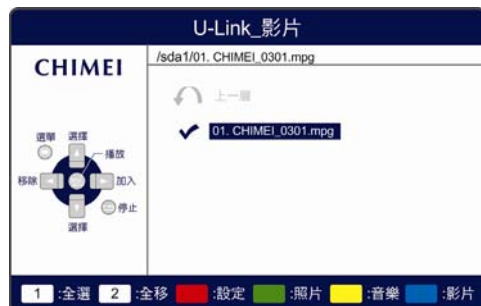 U-Link_影片
CHIMEI
/sda1/01. CHIMEI_0301.mpg
上一層
01. CHIMEI_0301.mpg
選單 選擇
播放
移除 加入
停止
選擇
1 :全選 2 :全移 :設定 :照片 :音樂 :影片